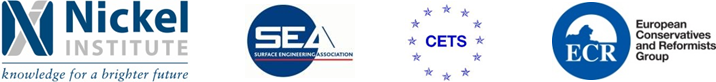 Nickel
INSTITUTE
knowledge for a brighter future
SEA
SURFACE ENGINEERING ASSOCIATION
CETS
ECR
European
Conservatives
and Reformists
Group